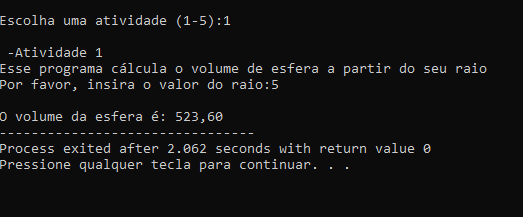 Escolha uma atividade (1-5):1
-Atividade 1
Esse programa cálcula o volume de esfera a partir do seu raio
Por favor, insira o valor do raio:5
O volume da esfera é: 523,60
--------------------------------
Process exited after 2.062 seconds with return value 0
Pressione qualquer tecla para continuar. . .